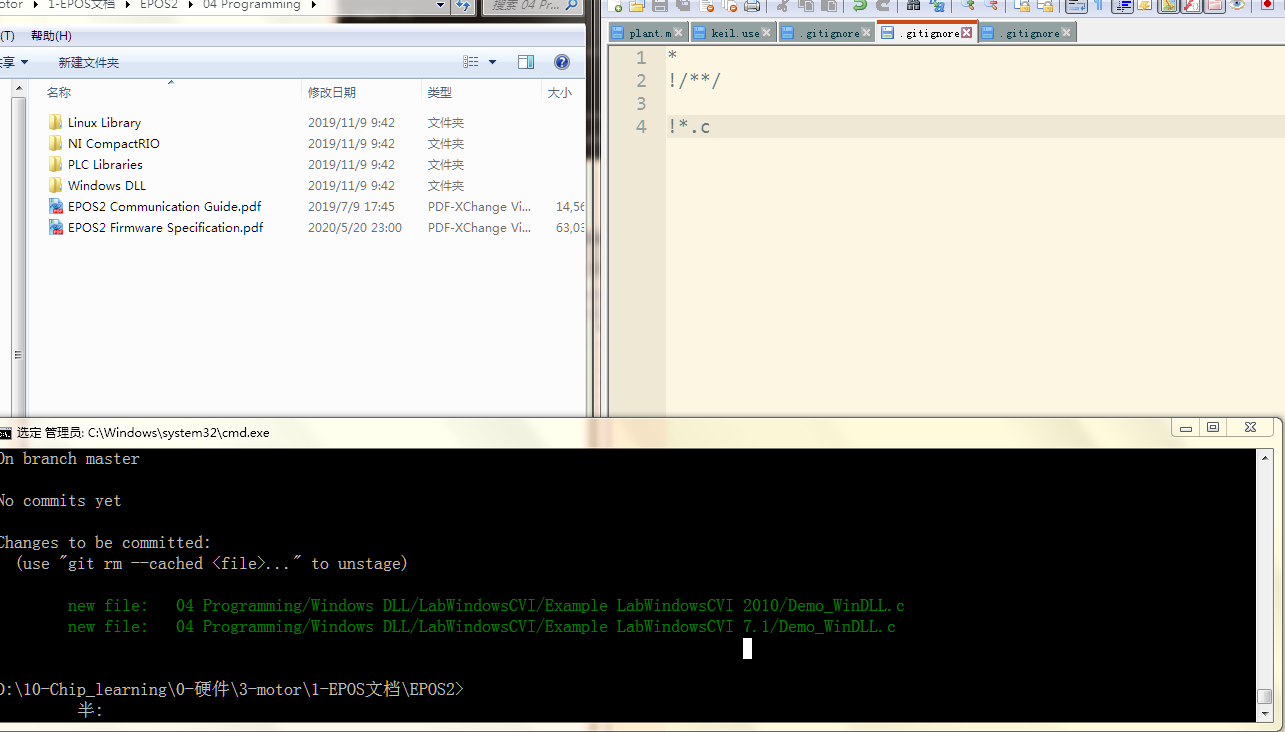 otor ▸ 1-EPOS文档 ▸ EPOS2 ▸ 04 Programming ▸
搜索 04 Pr...
(T) 帮助(H)
享 ▼ 新建文件夹
名称 修改日期 类型 大小
Linux Library 2019/11/9 9:42 文件夹
NI CompactRIO 2019/11/9 9:42 文件夹
PLC Libraries 2019/11/9 9:42 文件夹
Windows DLL 2019/11/9 9:42 文件夹
EPOS2 Communication Guide.pdf 2019/7/9 17:45 PDF-XChange Vi... 14,56
EPOS2 Firmware Specification.pdf 2020/5/20 23:00 PDF-XChange Vi... 63,03
plant.m keil.use .gitignore .gitignore .gitignore
1 *
2 !/**/
3
4 !*.c
选定 管理员: C:\Windows\system32\cmd.exe
On branch master
No commits yet
Changes to be committed:
(use "git rm --cached <file>..." to unstage)
new file: 04 Programming/Windows DLL/LabWindowsCVI/Example LabWindowsCVI 2010/Demo_WinDLL.c
new file: 04 Programming/Windows DLL/LabWindowsCVI/Example LabWindowsCVI 7.1/Demo_WinDLL.c
D:\10-Chip_learning\0-硬件\3-motor\1-EPOS文档\EPOS2>
半: